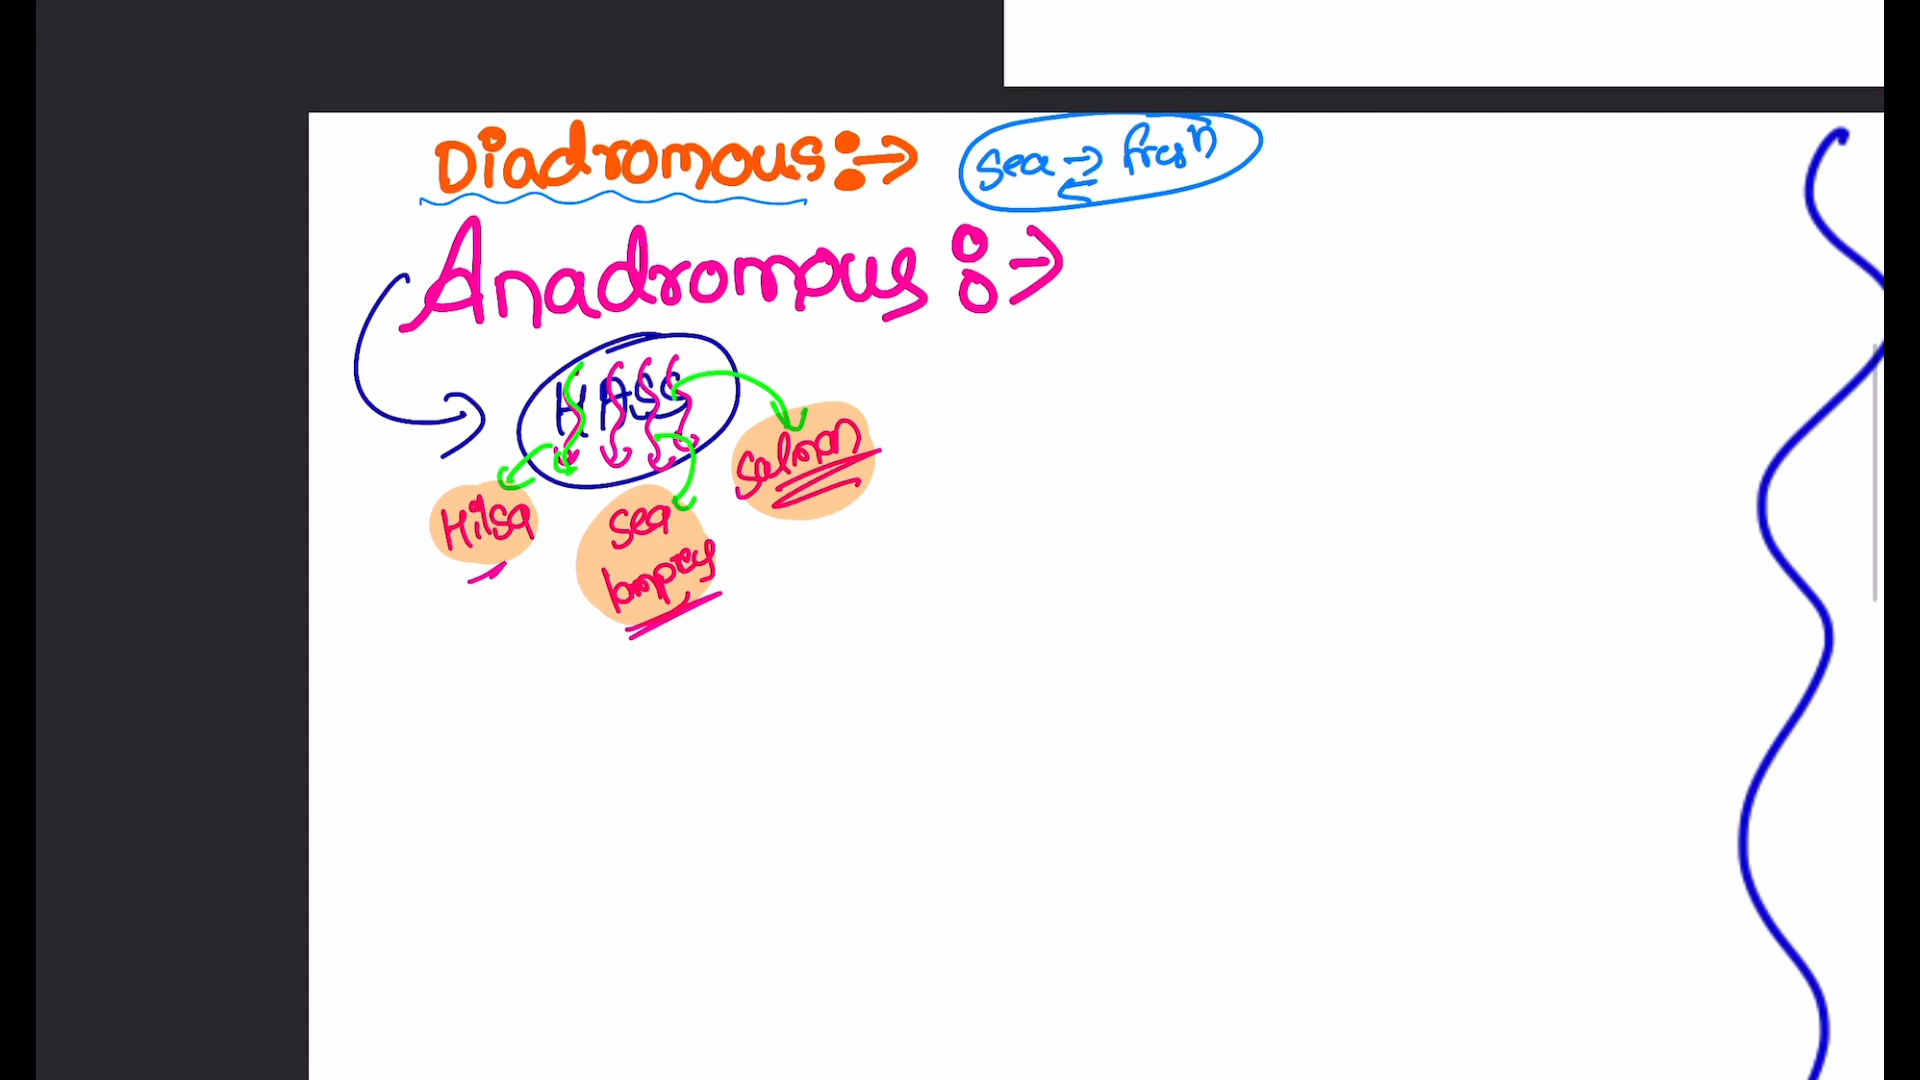 Diadromous :→
sea → fresh
←
Anadromous :→
HASS
Salmon
Hilsa
Sea
lamprey